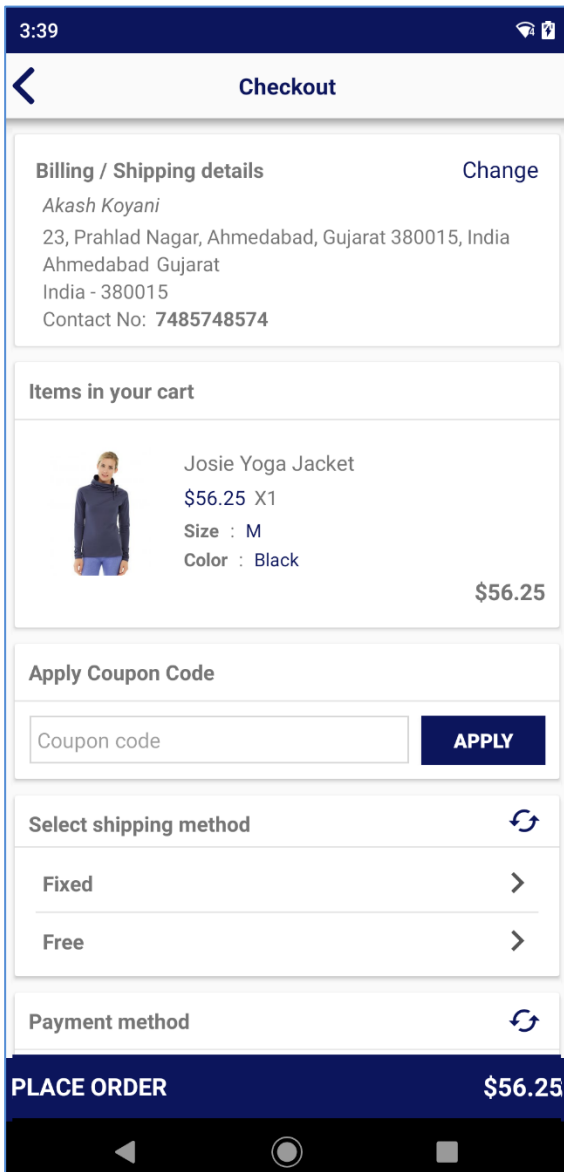 3:39
Checkout
Billing / Shipping details Change
Akash Koyani
23, Prahlad Nagar, Ahmedabad, Gujarat 380015, India
Ahmedabad Gujarat
India - 380015
Contact No: 7485748574
Items in your cart
Josie Yoga Jacket
$56.25 X1
Size : M
Color : Black
$56.25
Apply Coupon Code
Coupon code APPLY
Select shipping method
Fixed
Free
Payment method
PLACE ORDER $56.25